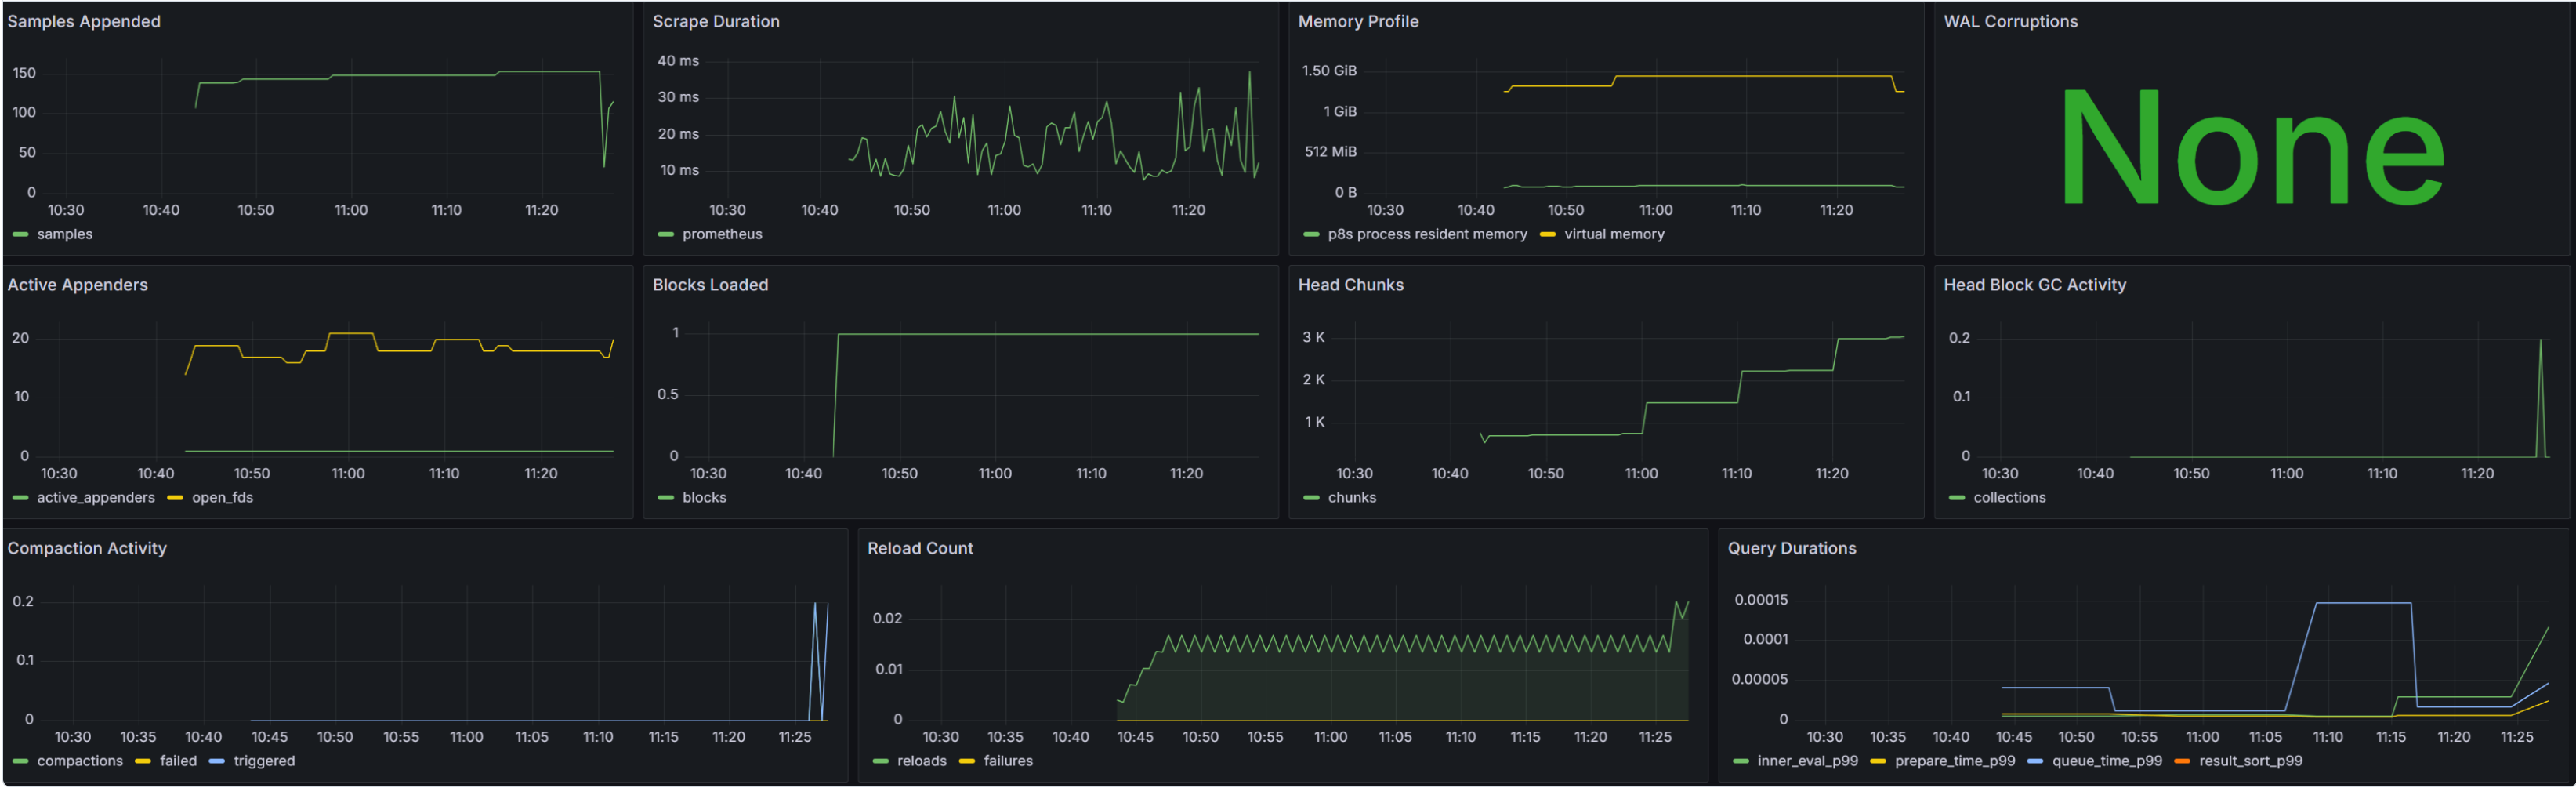 Samples Appended
150
100
50
0
10:30 10:40 10:50 11:00 11:10 11:20
samples
Scrape Duration
40 ms
30 ms
20 ms
10 ms
10:30 10:40 10:50 11:00 11:10 11:20
prometheus
Memory Profile
1.50 GiB
1 GiB
512 MiB
0 B
10:30 10:40 10:50 11:00 11:10 11:20
p8s process resident memory virtual memory
WAL Corruptions
None
Active Appenders
20
10
0
10:30 10:40 10:50 11:00 11:10 11:20
active_appenders open_fds
Blocks Loaded
1
0.5
0
10:30 10:40 10:50 11:00 11:10 11:20
blocks
Head Chunks
3 K
2 K
1 K
10:30 10:40 10:50 11:00 11:10 11:20
chunks
Head Block GC Activity
0.2
0.1
0
10:30 10:40 10:50 11:00 11:10 11:20
collections
Compaction Activity
0.2
0.1
0
10:30 10:35 10:40 10:45 10:50 10:55 11:00 11:05 11:10 11:15 11:20 11:25
compactions failed triggered
Reload Count
0.02
0.01
0
10:30 10:35 10:40 10:45 10:50 10:55 11:00 11:05 11:10 11:15 11:20 11:25
reloads failures
Query Durations
0.00015
0.0001
0.00005
0
10:30 10:35 10:40 10:45 10:50 10:55 11:00 11:05 11:10 11:15 11:20 11:25
inner_eval_p99 prepare_time_p99 queue_time_p99 result_sort_p99